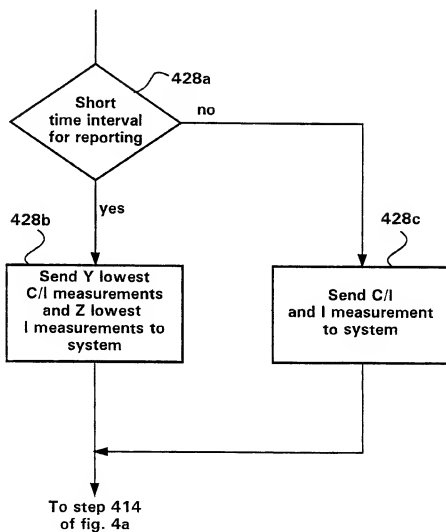 428a
Short
time interval
for reporting
no
yes
428b
428c
Send Y lowest
C/I measurements
and Z lowest
I measurements to
system
Send C/I
and I measurement
to system
To step 414
of fig. 4a